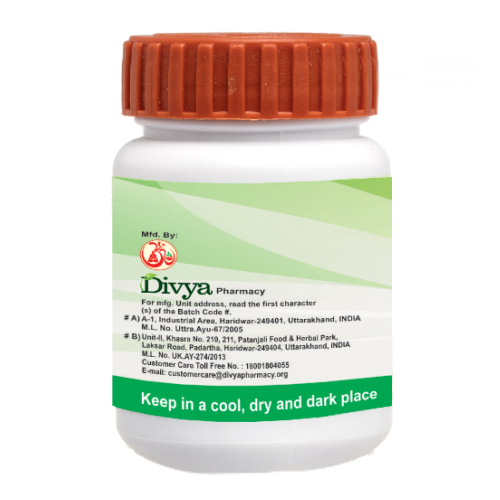 Mfd. By:
Divya Pharmacy
For mfg. Unit address, read the first character
(s) of the Batch Code #.
# A) A-1, Industrial Area, Haridwar-249401, Uttarakhand, INDIA
M.L. No. Uttra.Ayu-67/2005
# B) Unit-II, Khasra No. 210, 211, Patanjali Food & Herbal Park,
Laksar Road, Padartha, Haridwar-249404, Uttarakhand, INDIA
M.L. No. UK.AY-274/2013
Customer Care Toll Free No. : 18001804055
E-mail: customercare@divyapharmacy.org
Keep in a cool, dry and dark place